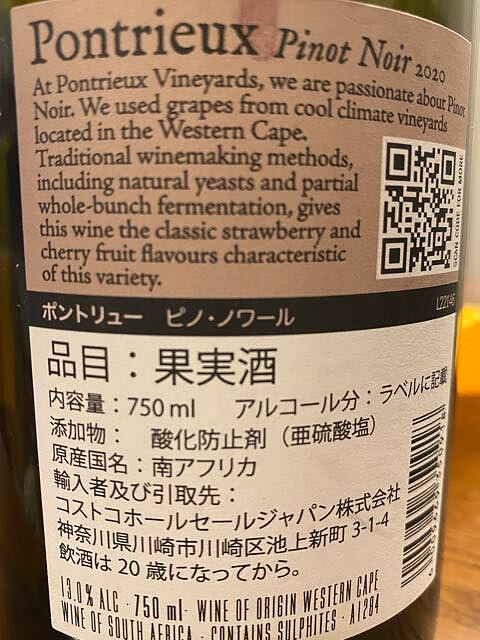 Pontrieux Pinot Noir 2020
At Pontrieux Vineyards, we are passionate about Pinot
Noir. We used grapes from cool climate vineyards
located in the Western Cape.
Traditional winemaking methods,
including natural yeasts and partial
whole-bunch fermentation, gives
this wine the classic strawberry and
cherry fruit flavours characteristic
of this variety.
SCAN CODE FOR MORE
ポントリュー ピノ・ノワール
品目：果実酒
内容量：750 ml アルコール分：ラベルに記載
添加物： 酸化防止剤（亜硫酸塩）
原産国名：南アフリカ
輸入者及び引取先：
コストコホールセールジャパン株式会社
神奈川県川崎市川崎区池上新町 3-1-4
飲酒は 20 歳になってから。
13.0% ALC · 750 ml · WINE OF ORIGIN WESTERN CAPE
WINE OF SOUTH AFRICA · CONTAINS SULPHITES · A1284